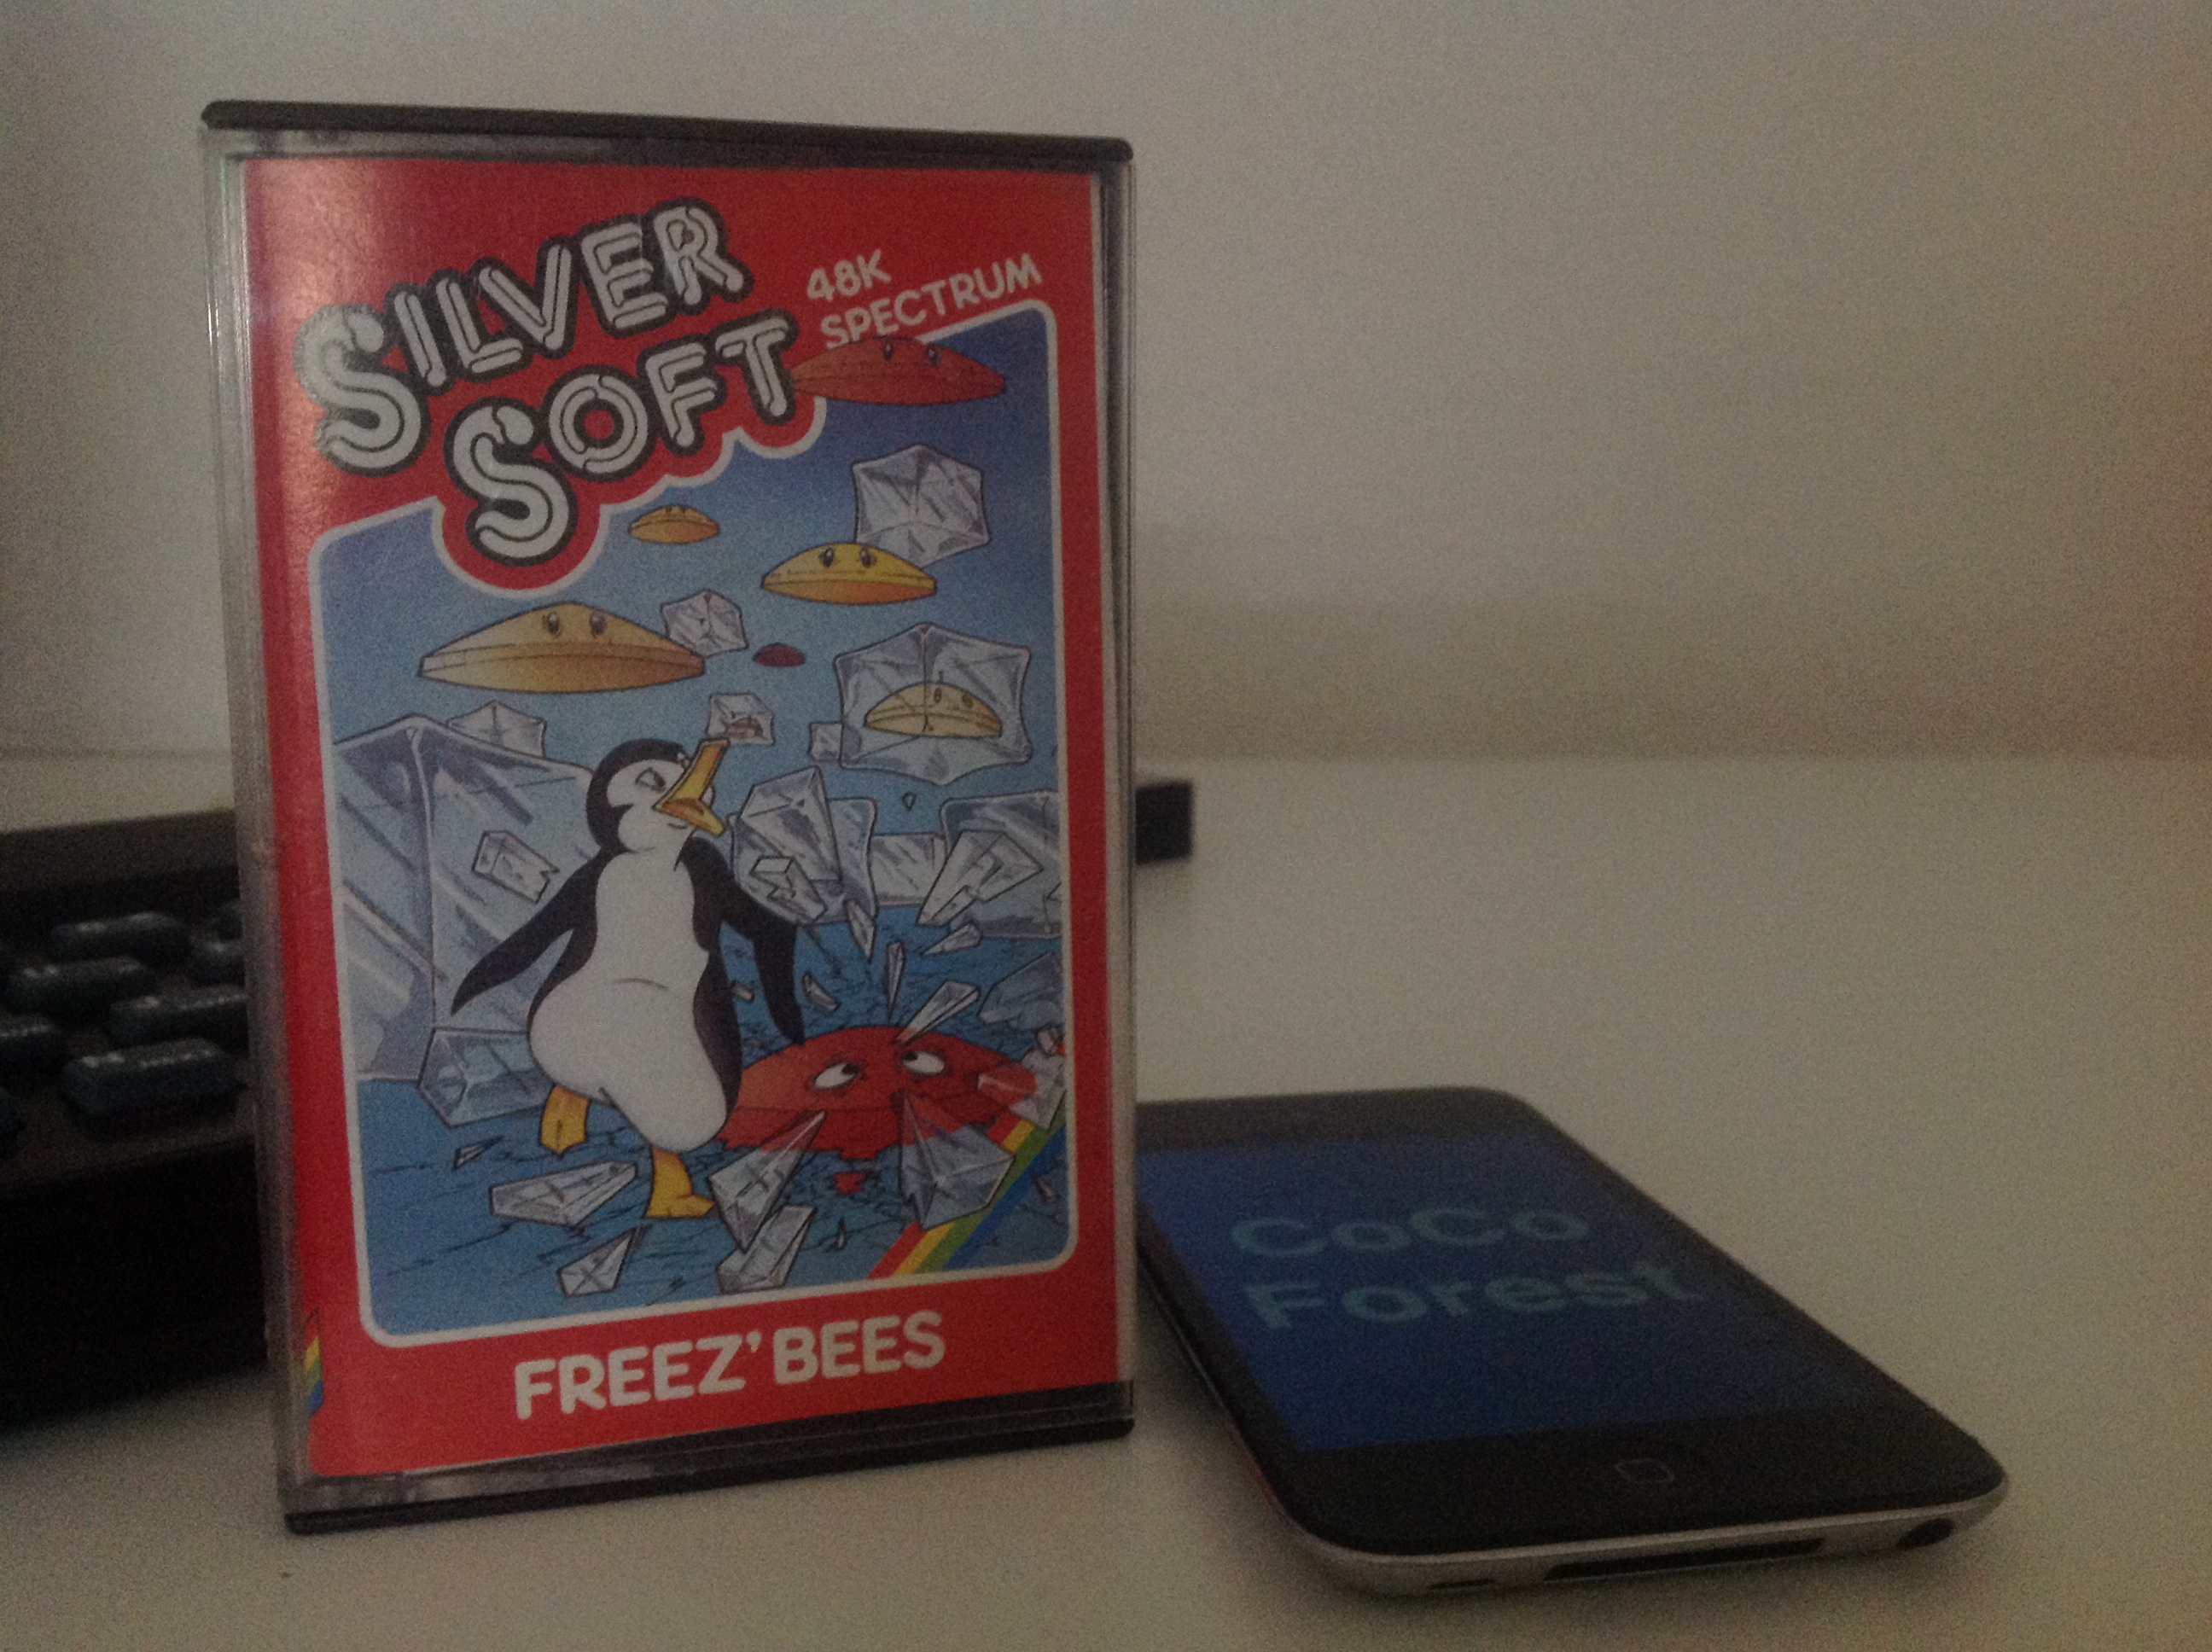 SILVER
SOFT
48K
SPECTRUM
FREEZ'BEES
CoCo
Forest